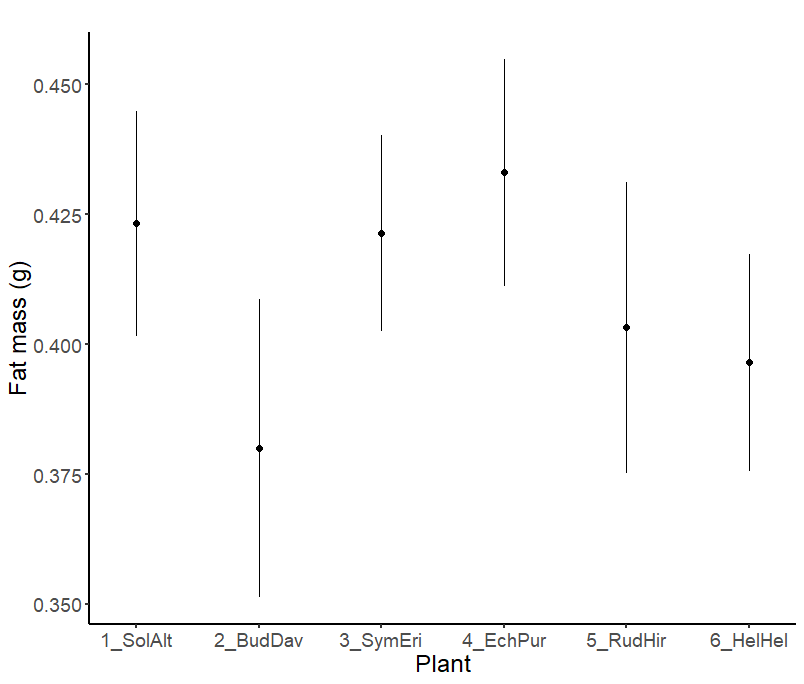 Fat mass (g)
0.450
0.425
0.400
0.375
0.350
1_SolAlt 2_BudDav 3_SymEri 4_EchPur 5_RudHir 6_HelHel
Plant